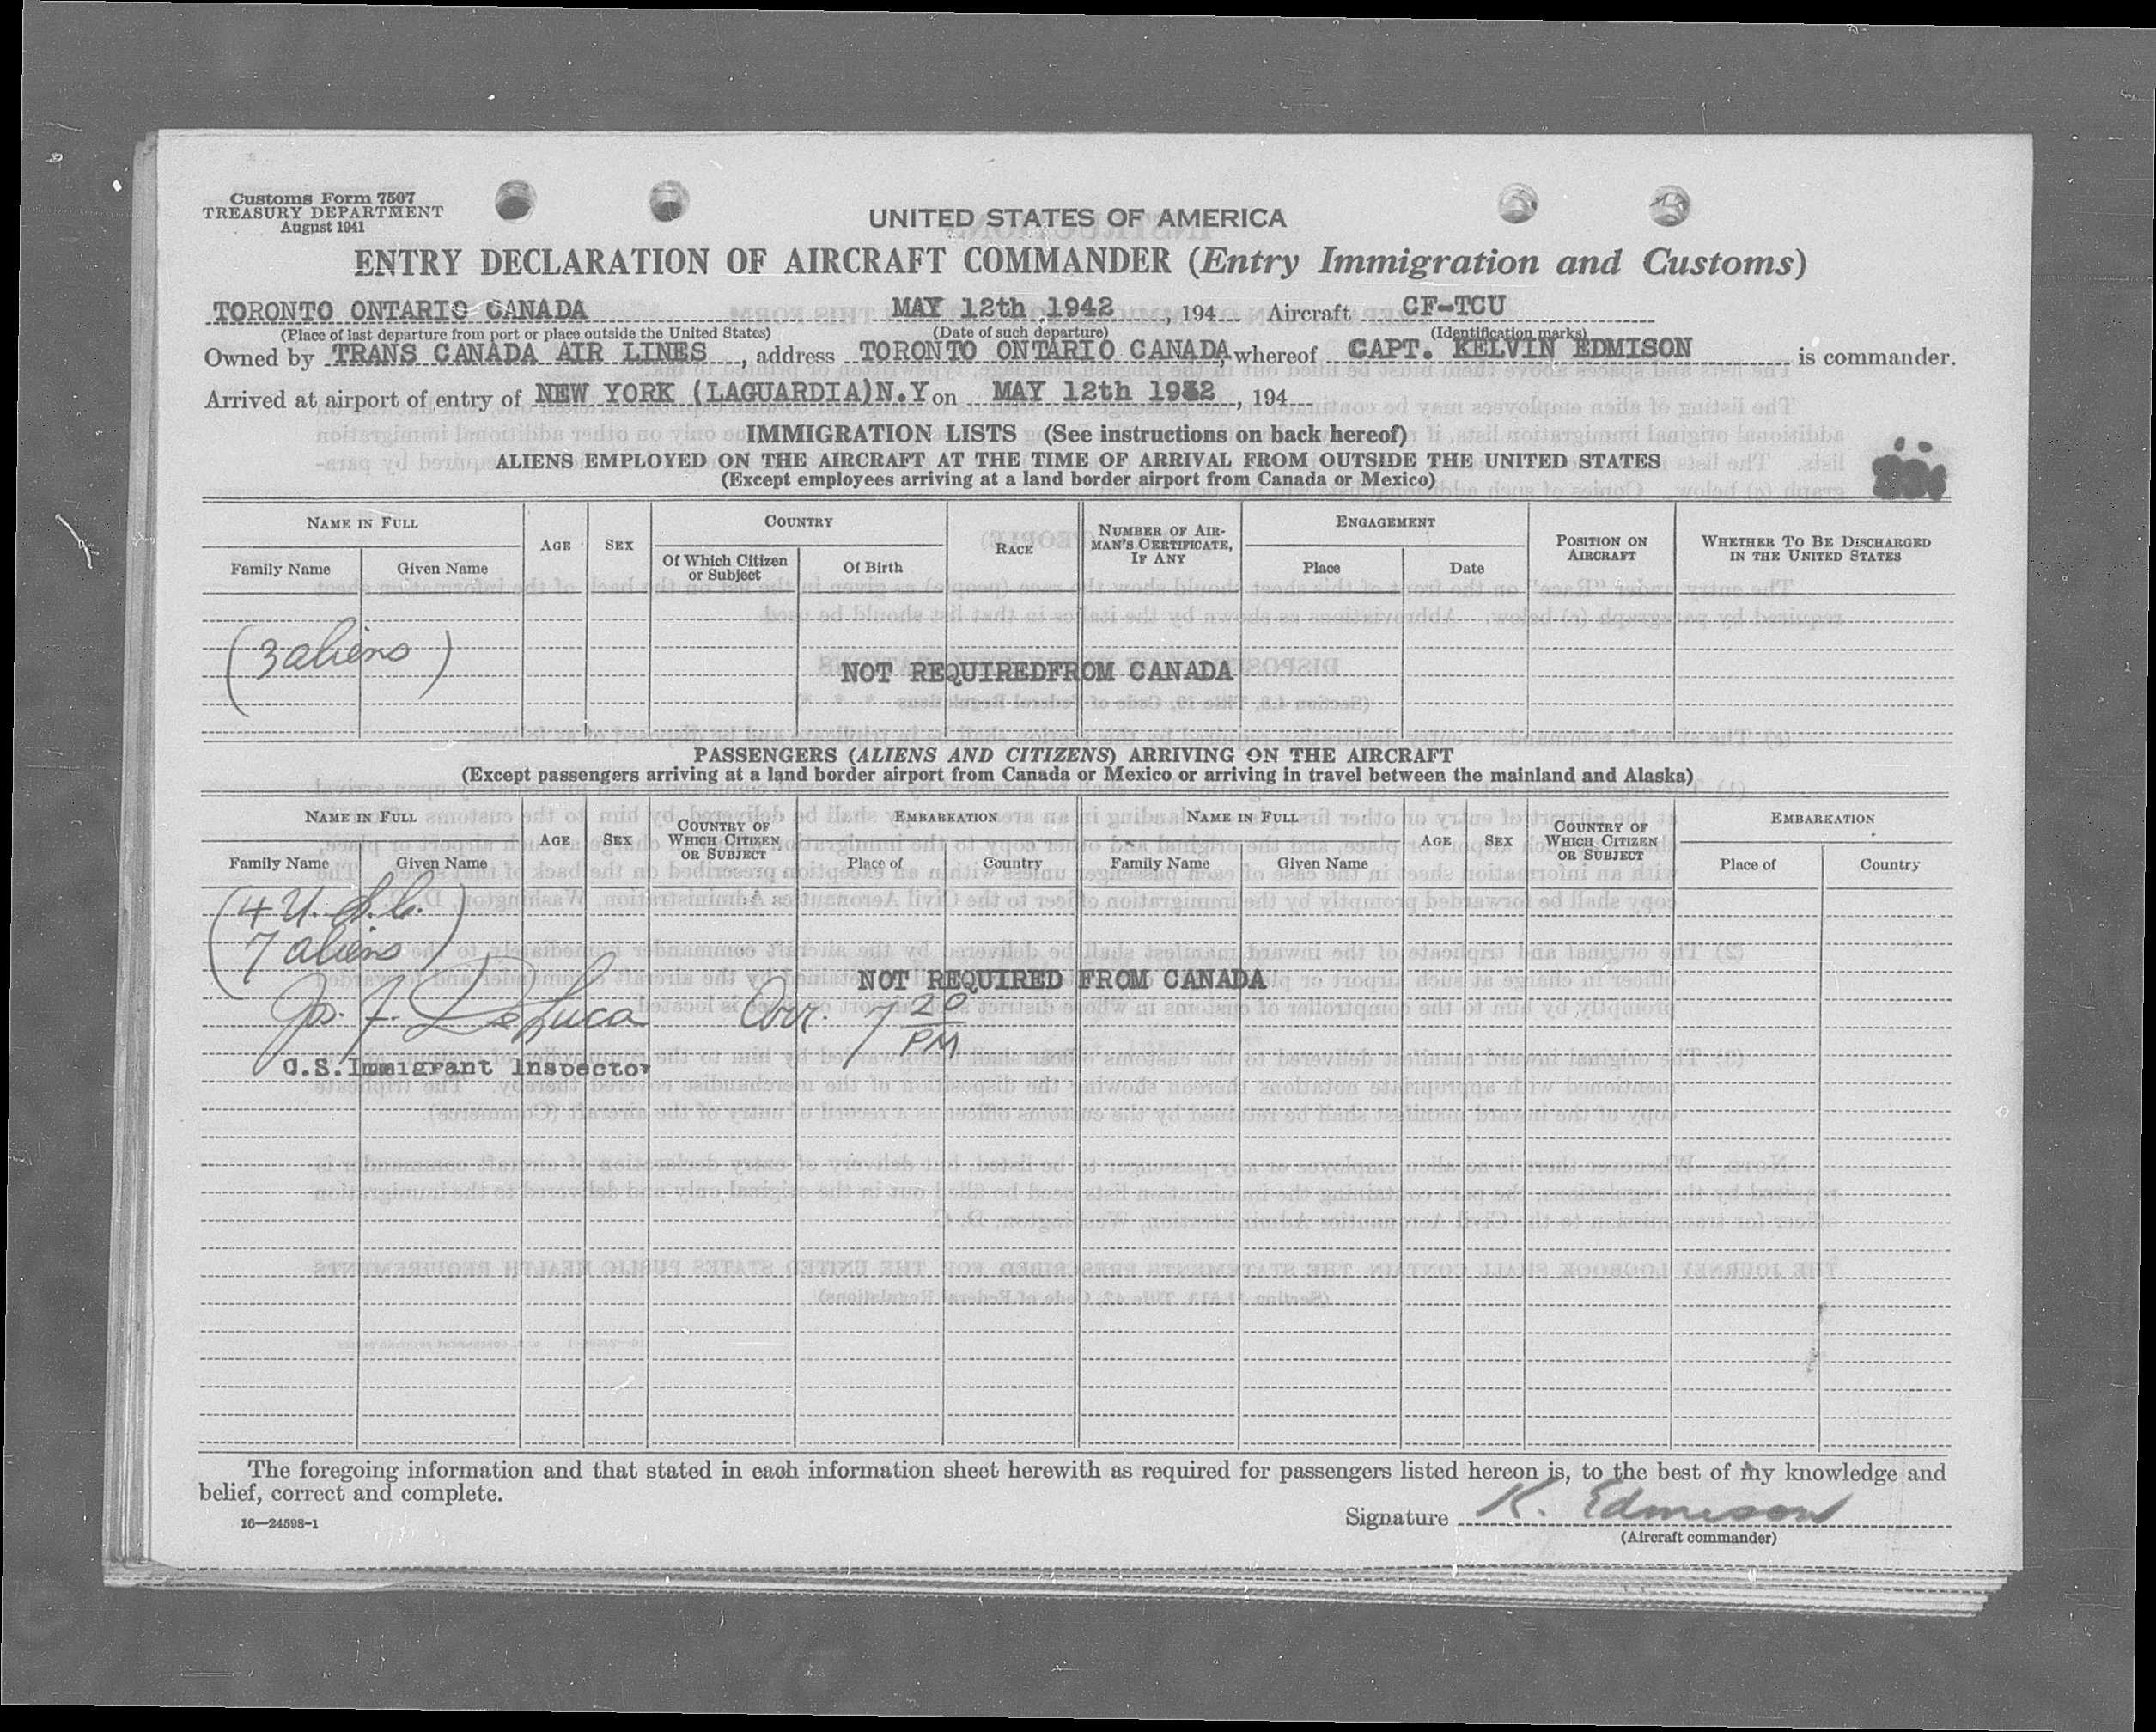 Customs Form 7507
TREASURY DEPARTMENT
August 1941
UNITED STATES OF AMERICA
ENTRY DECLARATION OF AIRCRAFT COMMANDER (Entry Immigration and Customs)
TORONTO ONTARIO CANADA MAY 12th 1942, 194 Aircraft CF-TCU
(Place of last departure from port or place outside the United States) (Date of such departure) (Identification marks)
Owned by TRANS CANADA AIR LINES, address TORONTO ONTARIO CANADA whereof CAPT. KELVIN EDMISON is commander.
Arrived at airport of entry of NEW YORK (LAGUARDIA)N.Y on MAY 12th 1942, 194
IMMIGRATION LISTS (See instructions on back hereof)
ALIENS EMPLOYED ON THE AIRCRAFT AT THE TIME OF ARRIVAL FROM OUTSIDE THE UNITED STATES
(Except employees arriving at a land border airport from Canada or Mexico)
NAME IN FULL AGE SEX COUNTRY RACE NUMBER OF AIRMAN'S CERTIFICATE, IF ANY ENGAGEMENT POSITION ON AIRCRAFT WHETHER TO BE DISCHARGED IN THE UNITED STATES
Family Name Given Name Of Which Citizen or Subject Of Birth Place Date
(3 aliens)
NOT REQUIREDFROM CANADA
PASSENGERS (ALIENS AND CITIZENS) ARRIVING ON THE AIRCRAFT
(Except passengers arriving at a land border airport from Canada or Mexico or arriving in travel between the mainland and Alaska)
NAME IN FULL AGE SEX COUNTRY OF WHICH CITIZEN OR SUBJECT EMBARKATION NAME IN FULL AGE SEX COUNTRY OF WHICH CITIZEN OR SUBJECT EMBARKATION
Family Name Given Name Place of Country Family Name Given Name Place of Country
(4 U.S.C.
7 aliens)
NOT REQUIRED FROM CANADA
Jos. F. DeLuca Arr. 7 20 PM
U.S.Immigrant Inspector
The foregoing information and that stated in each information sheet herewith as required for passengers listed hereon is, to the best of my knowledge and
belief, correct and complete.
Signature K. Edmison
16—24598-1
(Aircraft commander)